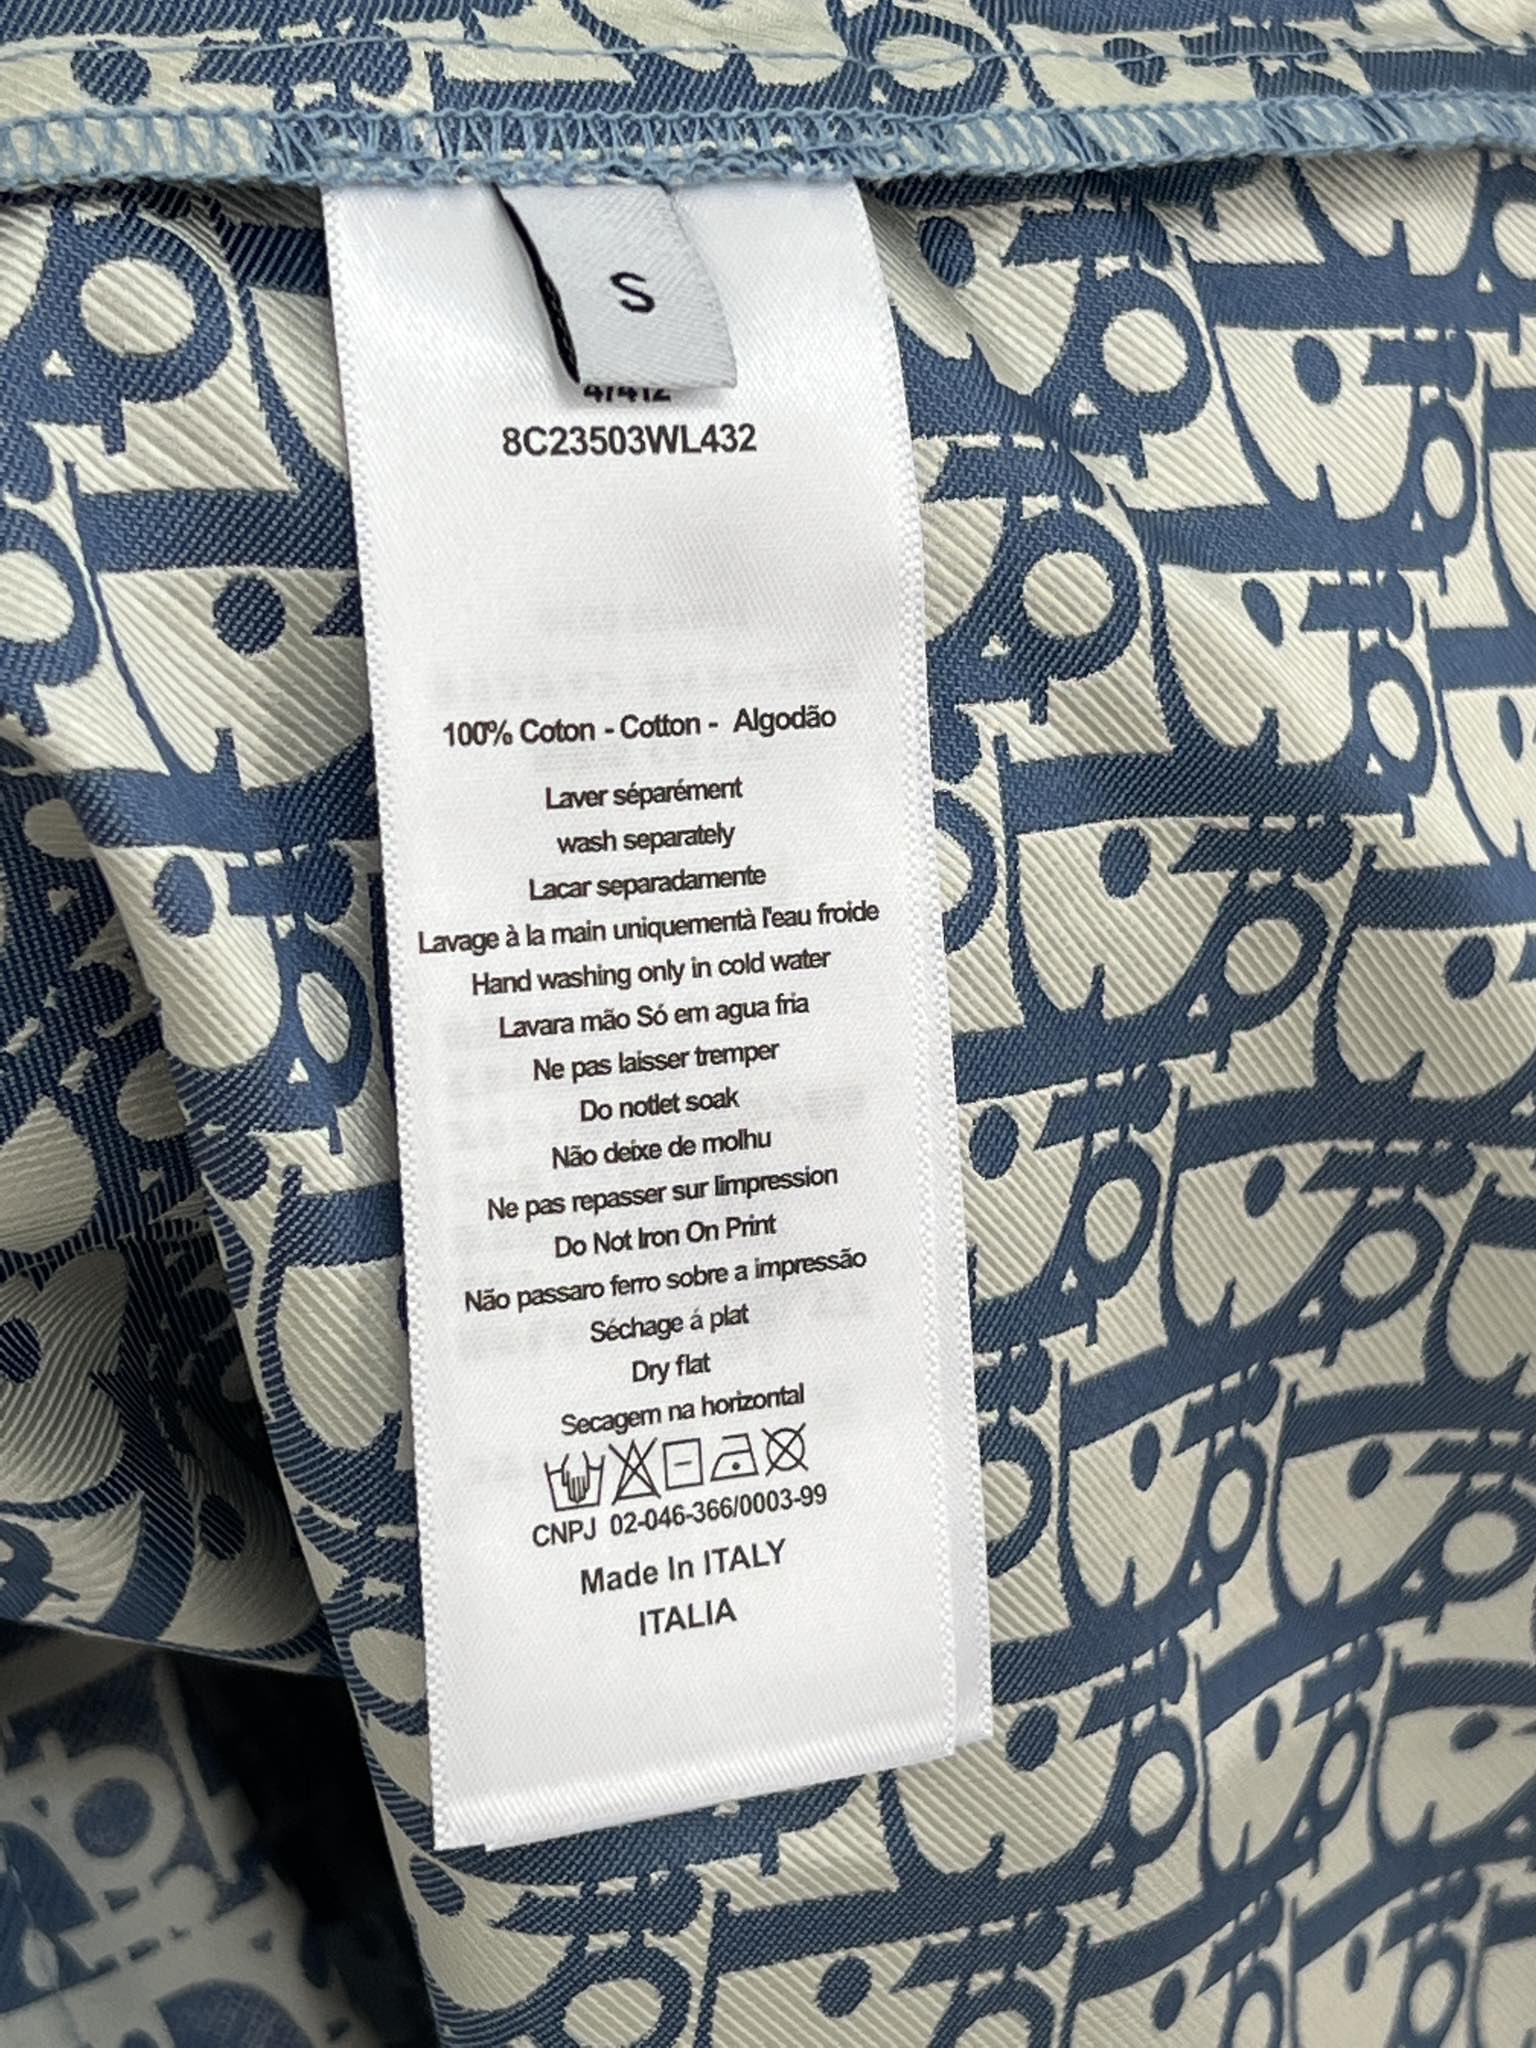 S
8C23503WL432
100% Coton - Cotton - Algodão
Laver séparément
wash separately
Lacar separadamente
Lavage à la main uniquementà l'eau froide
Hand washing only in cold water
Lavara mão Só em agua fria
Ne pas laisser tremper
Do notlet soak
Não deixe de molhu
Ne pas repasser sur limpression
Do Not Iron On Print
Não passaro ferro sobre a impressão
Séchage á plat
Dry flat
Secagem na horizontal
CNPJ 02-046-366/0003-99
Made In ITALY
ITALIA